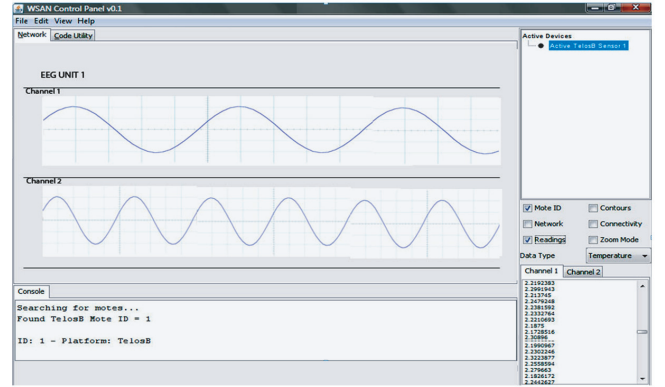 WSAN Control Panel v0.1
File Edit View Help
Network Code Utility
EEG UNIT 1
Channel 1
Channel 2
Console
Searching for motes...
Found TelosB Mote ID = 1
ID: 1 - Platform: TelosB
Active Devices
Active TelosB Sensor 1
Mote ID Contours
Network Connectivity
Readings Zoom Mode
Data Type Temperature
Channel 1 Channel 2
2.2192383
2.2991943
2.213745
2.2479248
2.2381592
2.2332764
2.2210693
2.1875
2.1728516
2.30896
2.1990967
2.2302246
2.3223877
2.2558594
2.279663
2.1826172
2.2442627